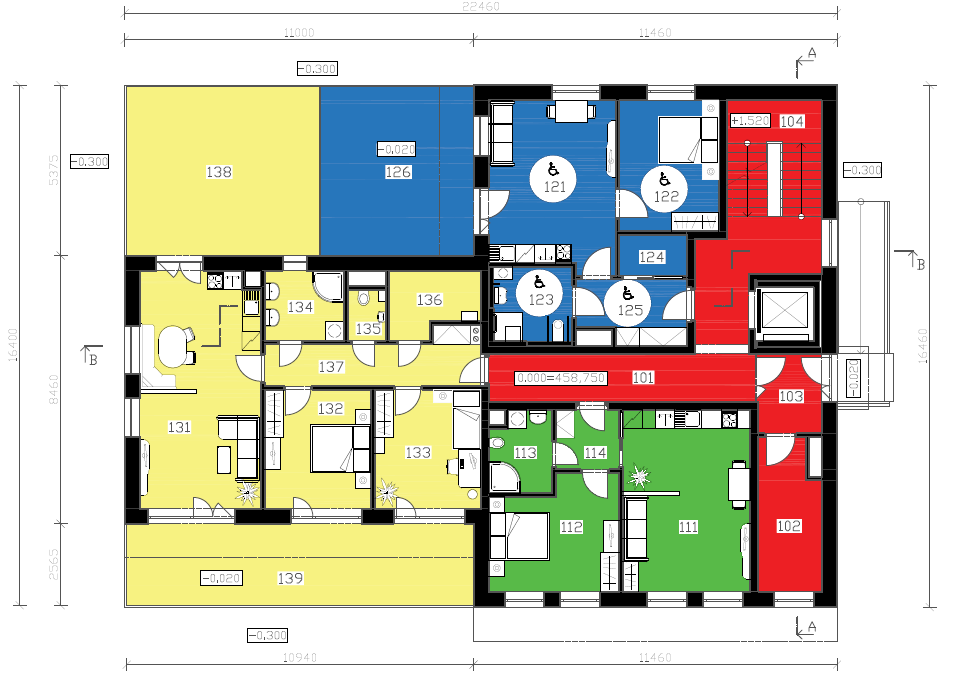 22460
11000 11460
-0.300 A
+1.520 104
-0.300 5375 -0.020 -0.300
138 126 121 122
B
124
134 136 123 125
135
16400 B 16460
137
0.000=458,750 101 -0.020
8460 132 103
131 133 113 114
112 111 102
2565
-0.020 139
-0.300 A
10940 11460